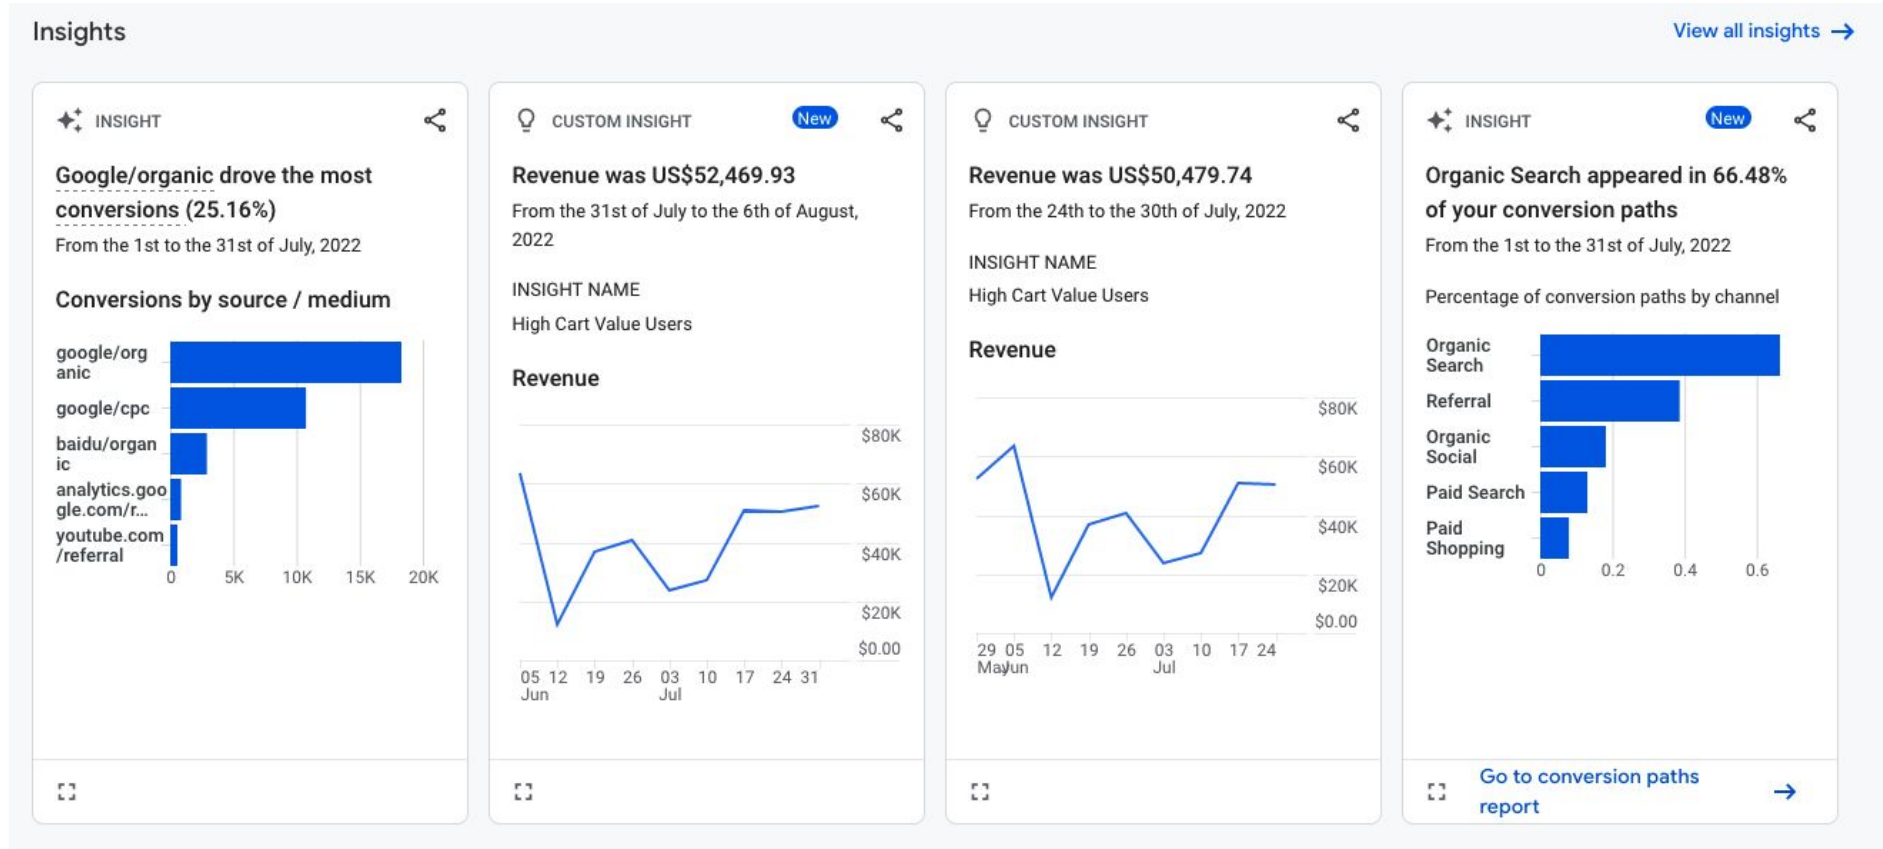 Insights
View all insights
INSIGHT
Google/organic drove the most
conversions (25.16%)
From the 1st to the 31st of July, 2022
Conversions by source / medium
google/org
anic
google/cpc
baidu/organ
ic
analytics.goo
gle.com/r...
youtube.com
/referral
0 5K 10K 15K 20K
CUSTOM INSIGHT
New
Revenue was US$52,469.93
From the 31st of July to the 6th of August,
2022
INSIGHT NAME
High Cart Value Users
Revenue
$80K
$60K
$40K
$20K
$0.00
05 12 19 26 03 10 17 24 31
Jun Jul
CUSTOM INSIGHT
Revenue was US$50,479.74
From the 24th to the 30th of July, 2022
INSIGHT NAME
High Cart Value Users
Revenue
$80K
$60K
$40K
$20K
$0.00
29 05 12 19 26 03 10 17 24
May Jun Jul
INSIGHT
New
Organic Search appeared in 66.48%
of your conversion paths
From the 1st to the 31st of July, 2022
Percentage of conversion paths by channel
Organic
Search
Referral
Organic
Social
Paid Search
Paid
Shopping
0 0.2 0.4 0.6
Go to conversion paths
report